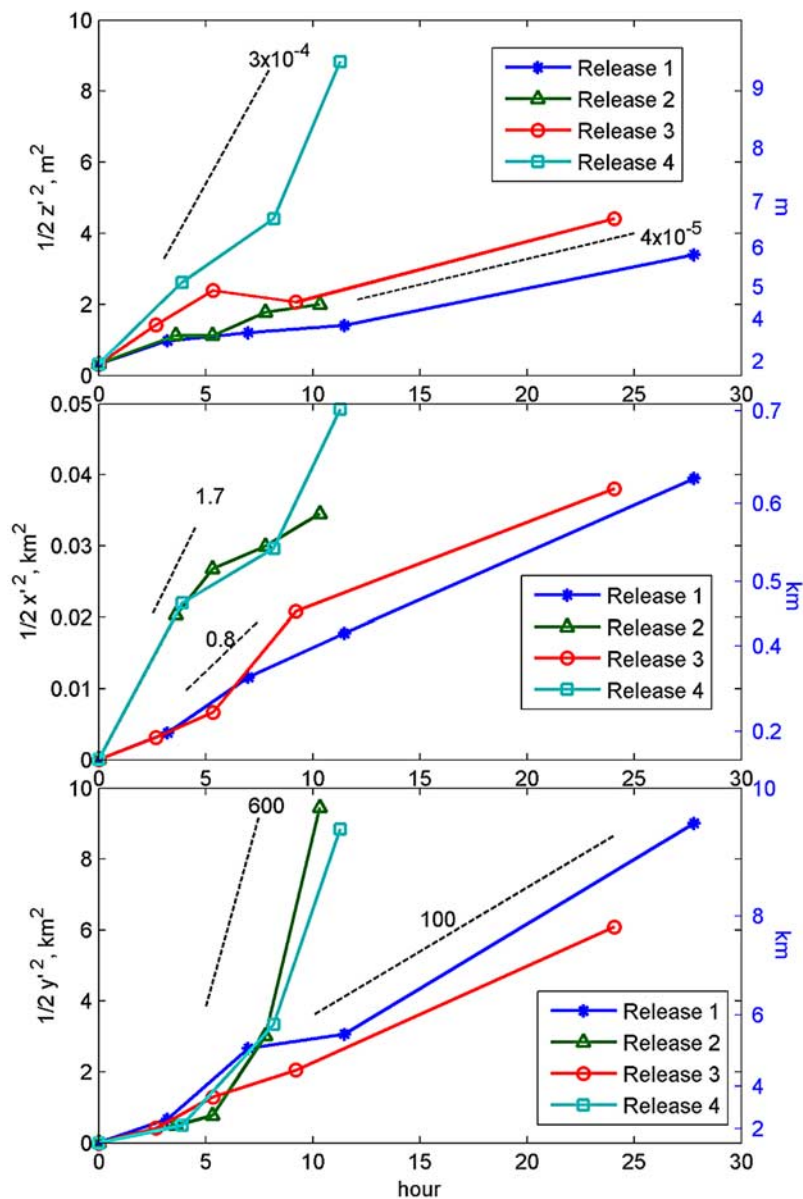 10
8
6
4
2
0
1/2 z'², m²
3x10⁻⁴
4x10⁻⁵
Release 1
Release 2
Release 3
Release 4
9
8
7
6
5
4
2
m
0 5 10 15 20 25 30
0.05
0.04
0.03
0.02
0.01
0
1/2 x'², km²
1.7
0.8
Release 1
Release 2
Release 3
Release 4
0.7
0.6
0.5
0.4
0.2
km
0 5 10 15 20 25 30
10
8
6
4
2
0
1/2 y'², km²
600
100
Release 1
Release 2
Release 3
Release 4
10
8
6
4
2
km
0 5 10 15 20 25 30
hour